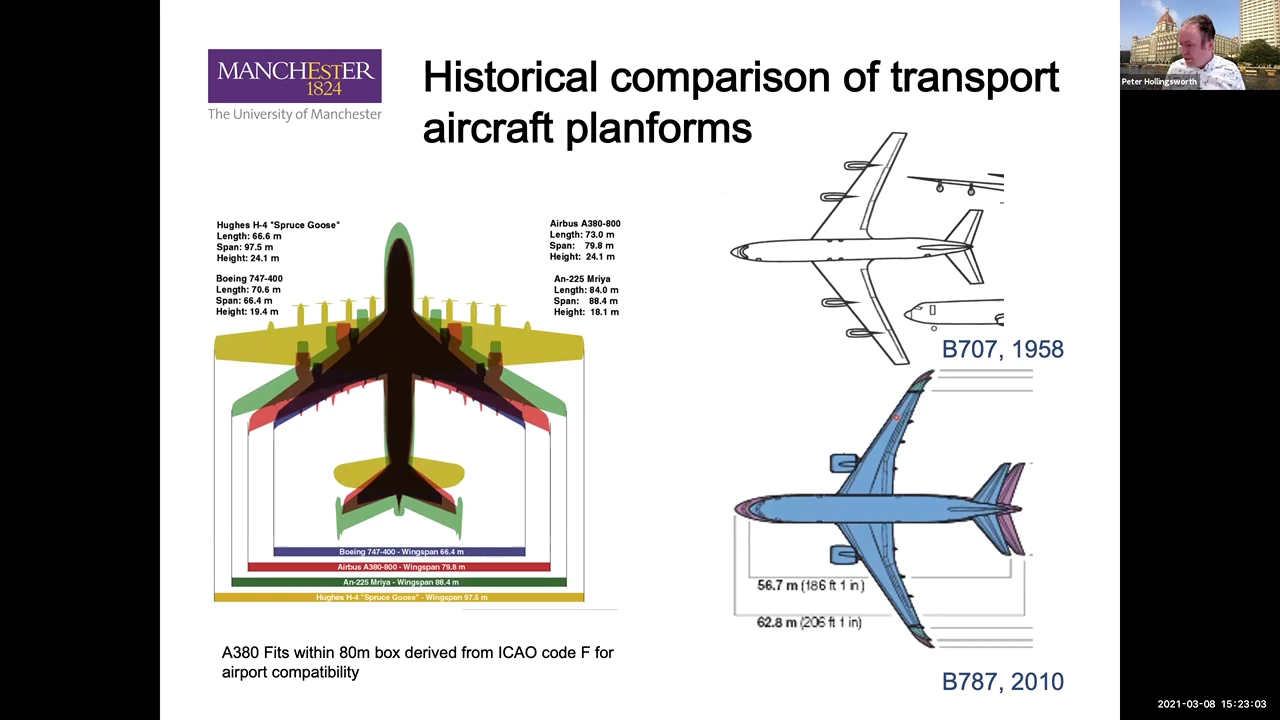 MANCHESTER
1824
The University of Manchester
Historical comparison of transport
aircraft planforms
Peter Hollingsworth
Hughes H-4 "Spruce Goose"
Length: 66.6 m
Span: 97.5 m
Height: 24.1 m
Boeing 747-400
Length: 70.6 m
Span: 66.4 m
Height: 19.4 m
Airbus A380-800
Length: 73.0 m
Span: 79.8 m
Height: 24.1 m
An-225 Mriya
Length: 84.0 m
Span: 88.4 m
Height: 18.1 m
Boeing 747-400 - Wingspan 66.4 m
Airbus A380-800 - Wingspan 79.8 m
An-225 Mriya - Wingspan 88.4 m
Hughes H-4 "Spruce Goose" - Wingspan 97.5 m
A380 Fits within 80m box derived from ICAO code F for
airport compatibility
B707, 1958
56.7 m (186 ft 1 in)
62.8 m (206 ft 1 in)
B787, 2010
2021-03-08 15:23:03